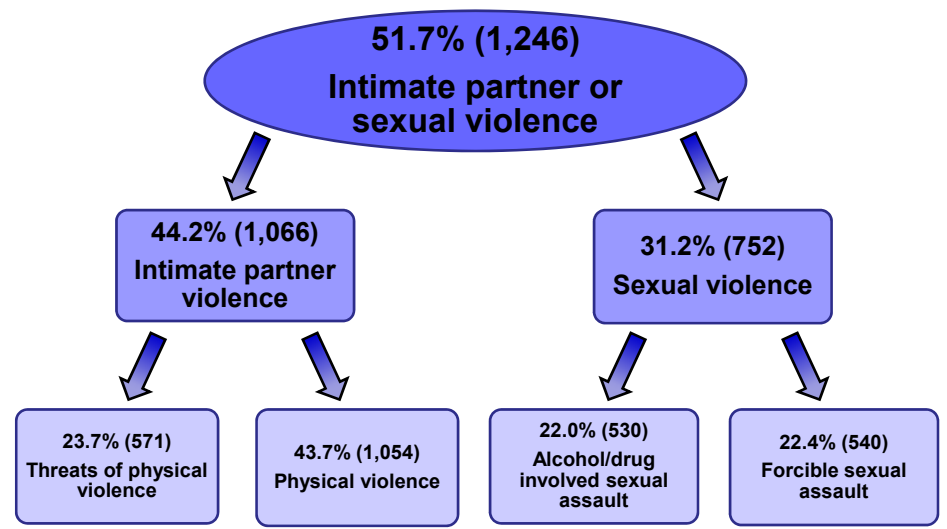 51.7% (1,246)
Intimate partner or
sexual violence
44.2% (1,066)
Intimate partner
violence
31.2% (752)
Sexual violence
23.7% (571)
Threats of physical
violence
43.7% (1,054)
Physical violence
22.0% (530)
Alcohol/drug
involved sexual
assault
22.4% (540)
Forcible sexual
assault